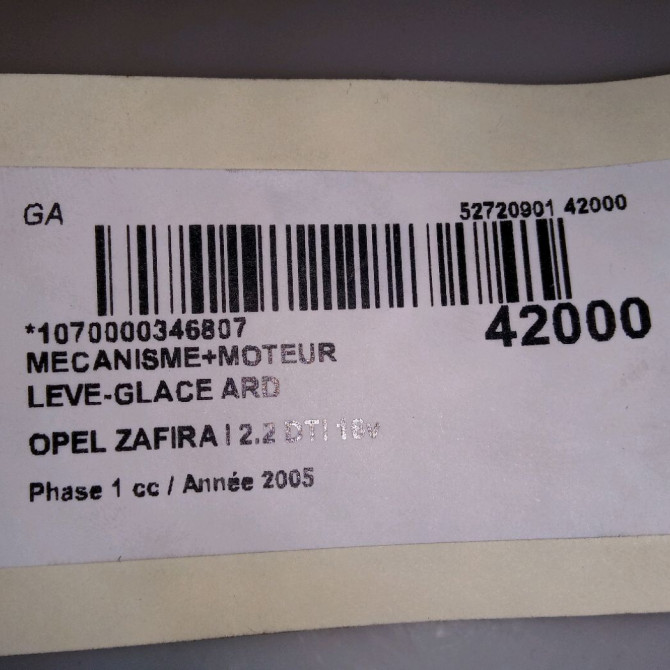 GA
52720901 42000
*1070000346807
42000
MECANISME+MOTEUR
LEVE-GLACE ARD
OPEL ZAFIRA I 2.2 DTI 16v
Phase 1 cc / Année 2005